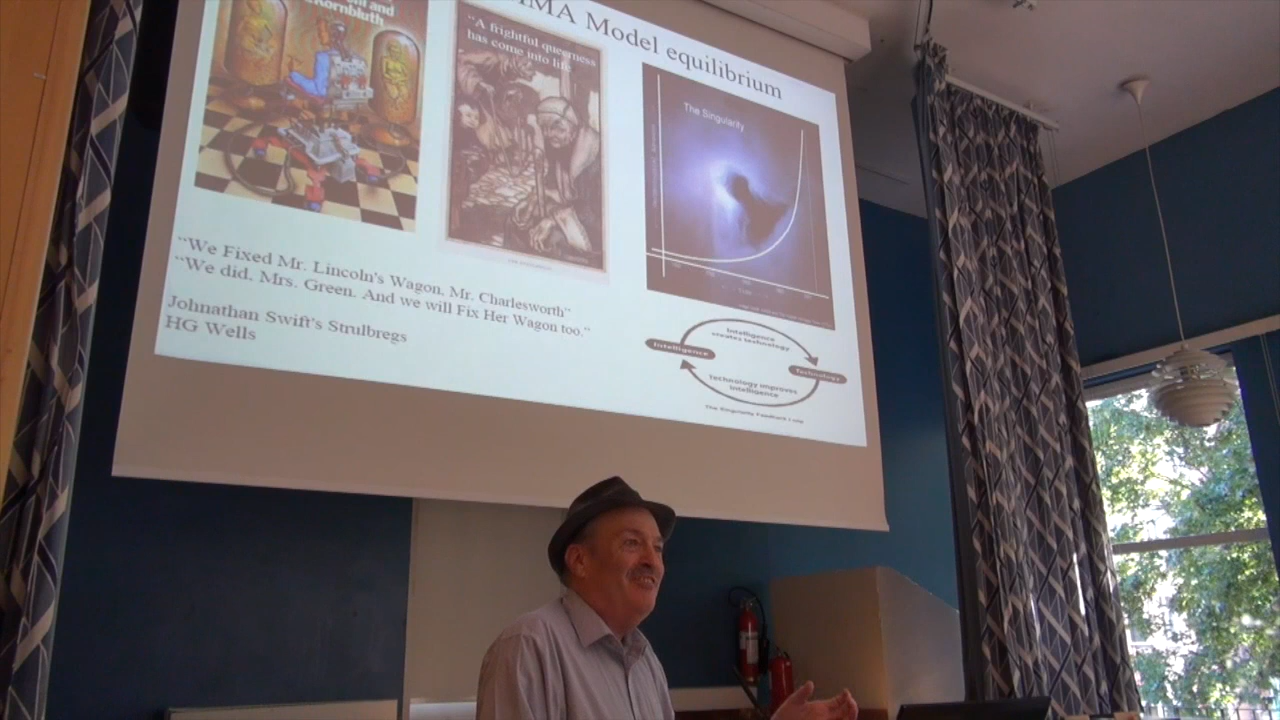 MA Model equilibrium
and
Kornbluth
"A frightful queerness
has come into life
The Singularity
"We Fixed Mr. Lincoln's Wagon, Mr. Charlesworth"
"We did, Mrs. Green. And we will Fix Her Wagon too."
Johnathan Swift's Strulbregs
HG Wells
Intelligence
creates technology
Intelligence
Technology
Technology improves
intelligence
The Singularity Feedback